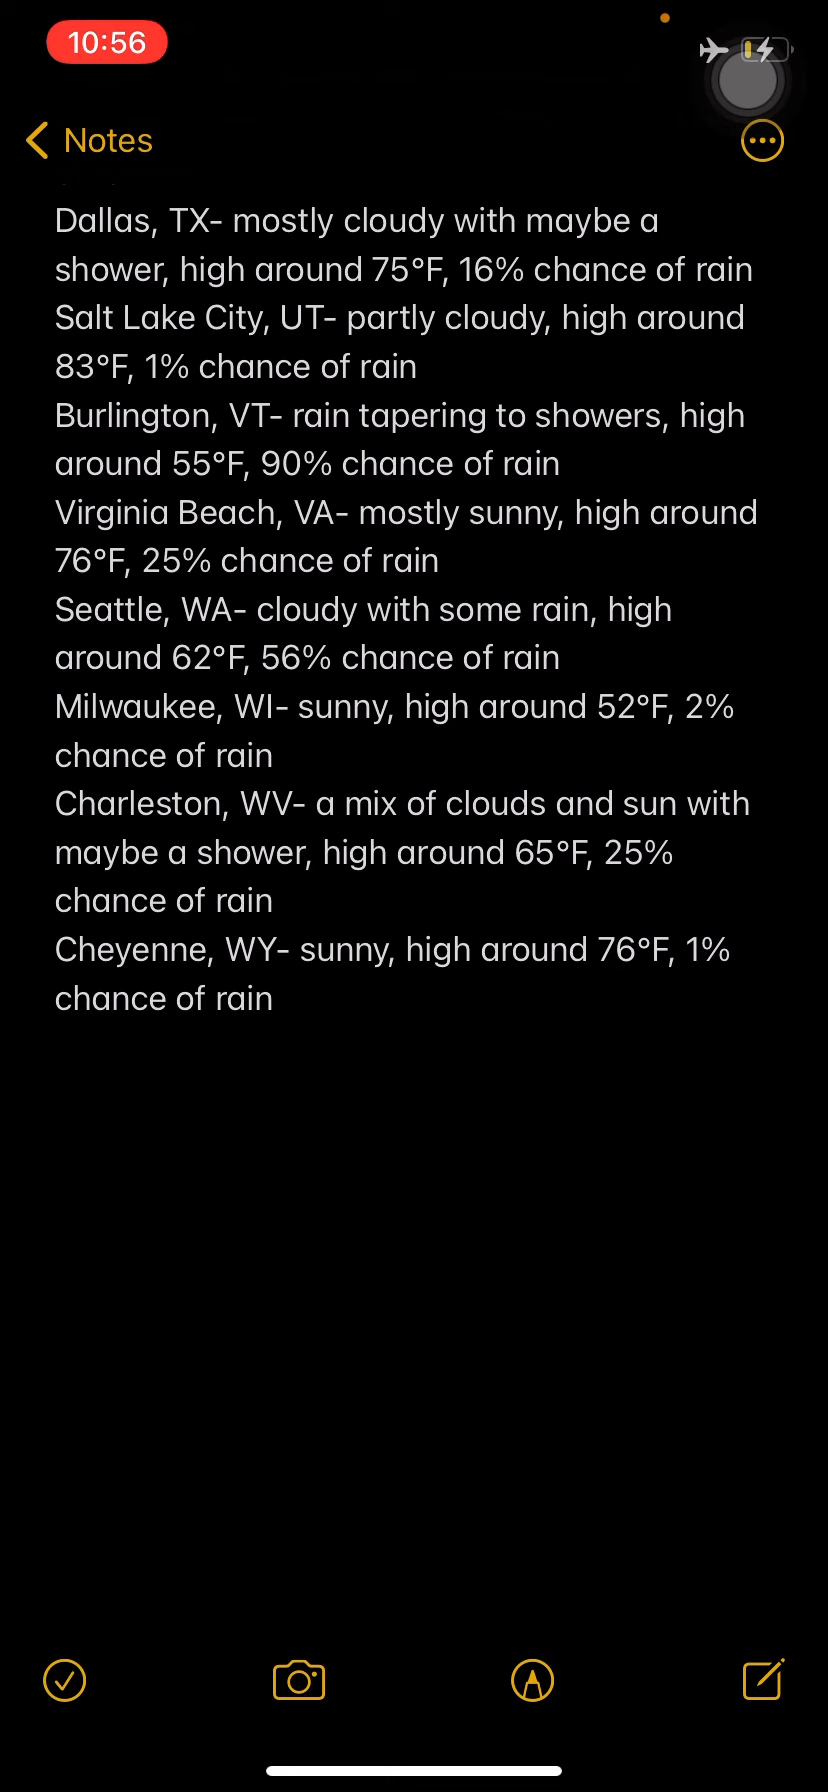 10:56
Notes
Dallas, TX- mostly cloudy with maybe a
shower, high around 75°F, 16% chance of rain
Salt Lake City, UT- partly cloudy, high around
83°F, 1% chance of rain
Burlington, VT- rain tapering to showers, high
around 55°F, 90% chance of rain
Virginia Beach, VA- mostly sunny, high around
76°F, 25% chance of rain
Seattle, WA- cloudy with some rain, high
around 62°F, 56% chance of rain
Milwaukee, WI- sunny, high around 52°F, 2%
chance of rain
Charleston, WV- a mix of clouds and sun with
maybe a shower, high around 65°F, 25%
chance of rain
Cheyenne, WY- sunny, high around 76°F, 1%
chance of rain